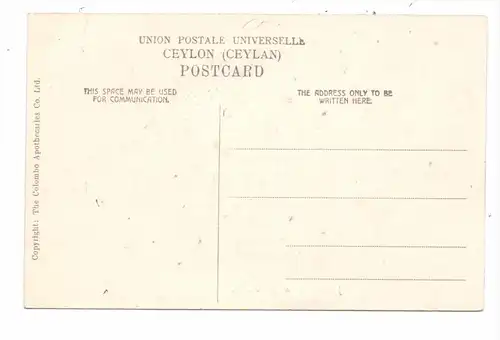 UNION POSTALE UNIVERSELLE
CEYLON (CEYLAN)
POSTCARD
THIS SPACE MAY BE USED
FOR COMMUNICATION.
THE ADDRESS ONLY TO BE
WRITTEN HERE.
Copyright: The Colombo Apothecaries Co. Ltd.